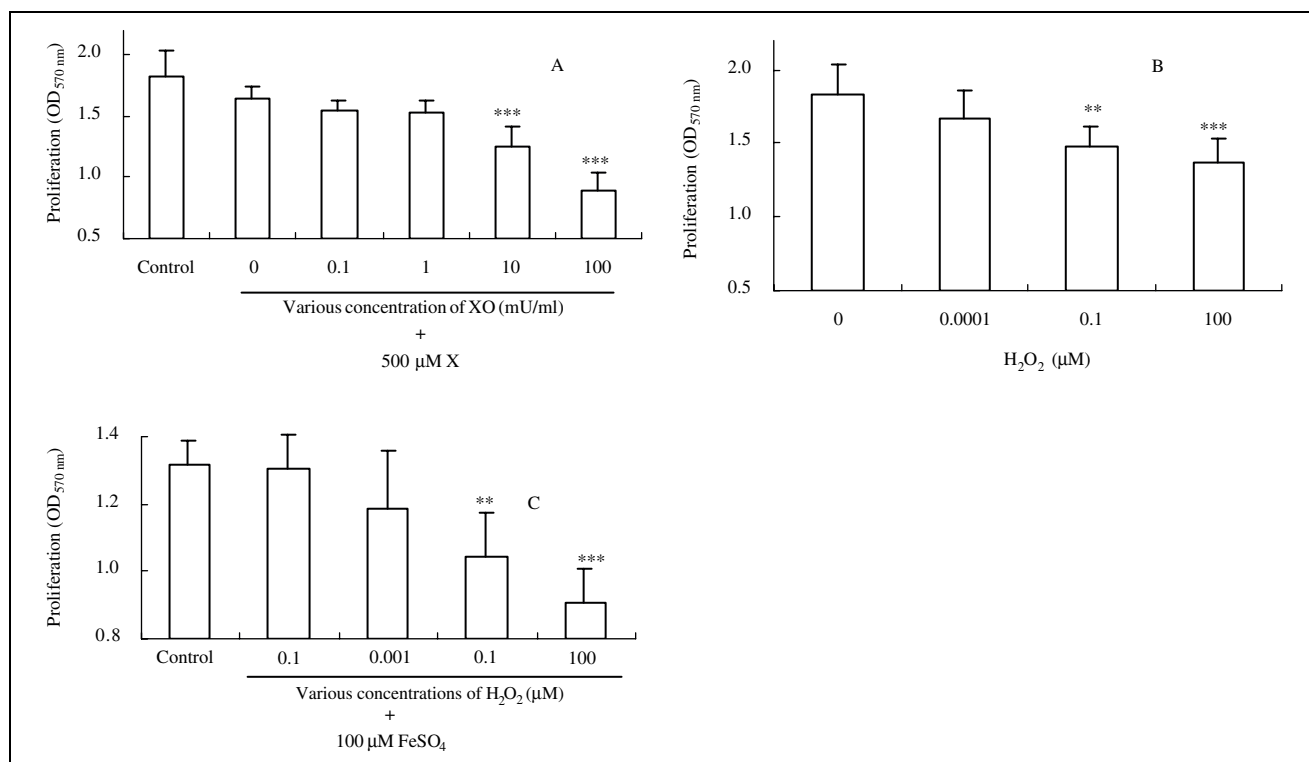 A
Proliferation (OD570 nm)
2.0
1.5
1.0
0.5
***
***
Control 0 0.1 1 10 100
Various concentration of XO (mU/ml)
+
500 μM X
B
Proliferation (OD570 nm)
2.0
1.5
1.0
0.5
**
***
0 0.0001 0.1 100
H2O2 (μM)
C
Proliferation (OD570 nm)
1.4
1.2
1.0
0.8
**
***
Control 0.1 0.001 0.1 100
Various concentrations of H2O2 (μM)
+
100 μM FeSO4